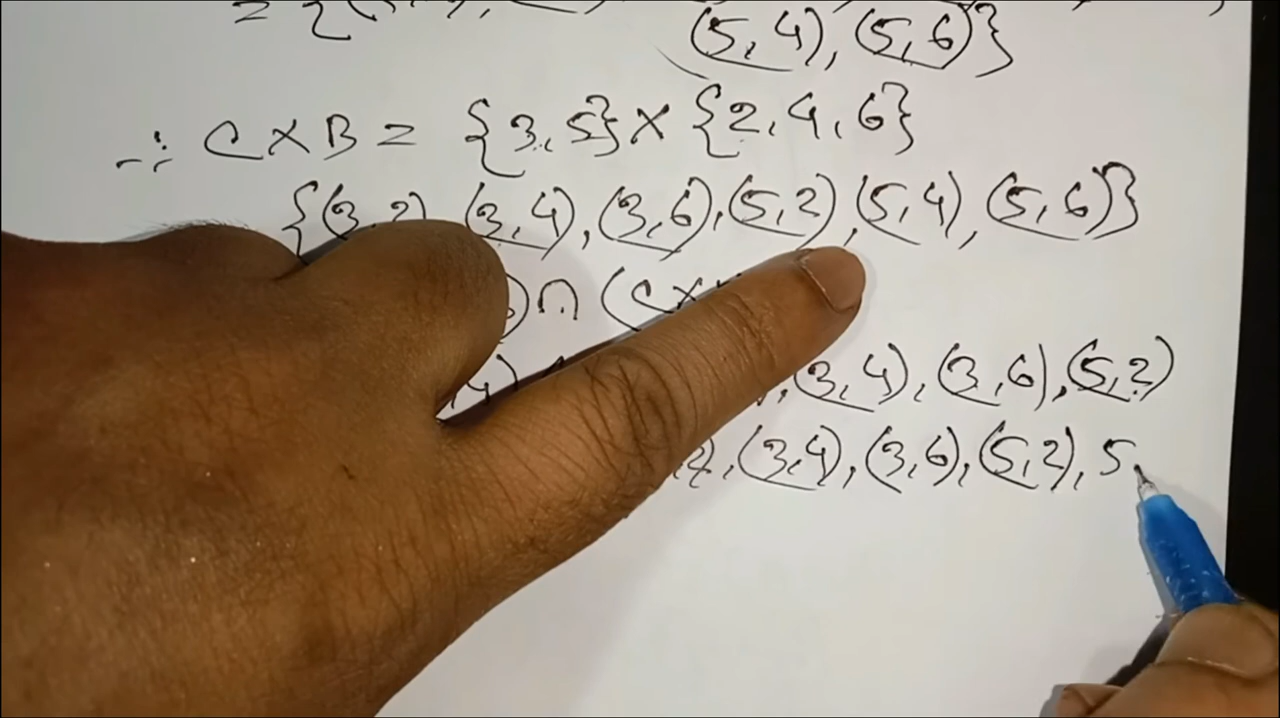 = {
(5,4), (5,6)}
∴ C×B = {3,5} × {2,4,6}
{(3,2), (3,4), (3,6), (5,2), (5,4), (5,6)}
)∩(C×
4) , (3,4), (3,6), (5,2)
, (3,4), (3,6), (5,2), 5,